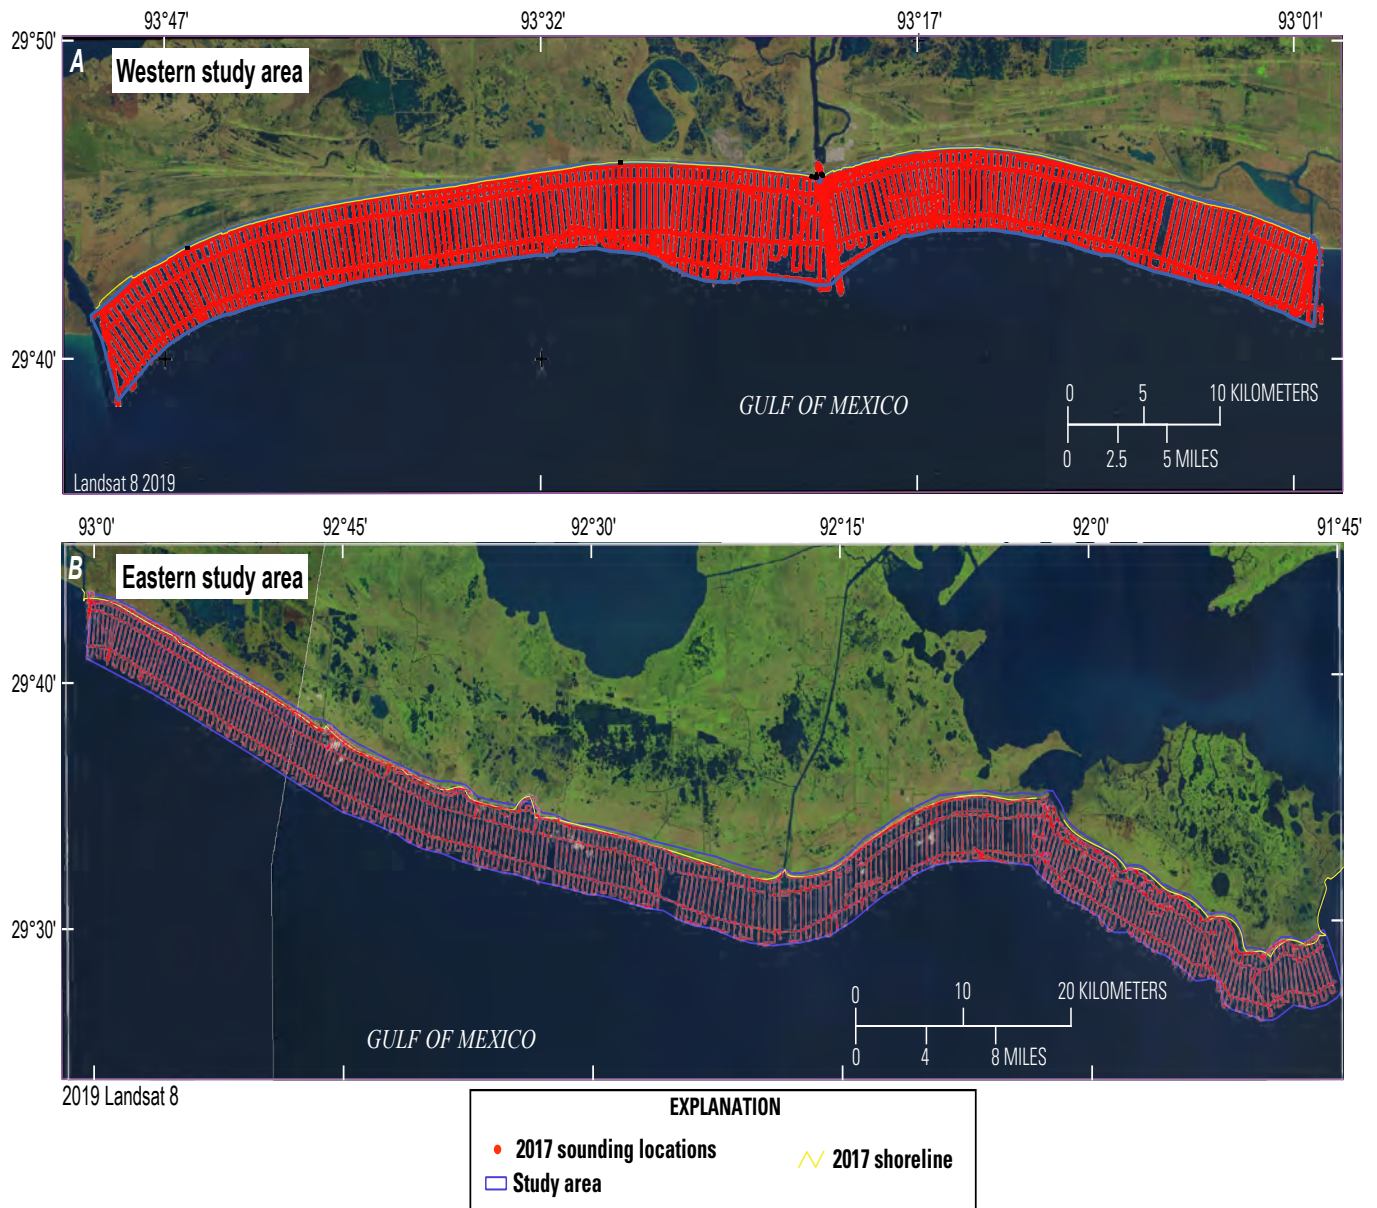 93°47' 93°32' 93°17' 93°01'
29°50'
A
Western study area
29°40'
GULF OF MEXICO
0 5 10 KILOMETERS
0 2.5 5 MILES
Landsat 8 2019
93°0' 92°45' 92°30' 92°15' 92°0' 91°45'
B
Eastern study area
29°40'
29°30'
0 10 20 KILOMETERS
GULF OF MEXICO
0 4 8 MILES
2019 Landsat 8
EXPLANATION
2017 sounding locations
2017 shoreline
Study area